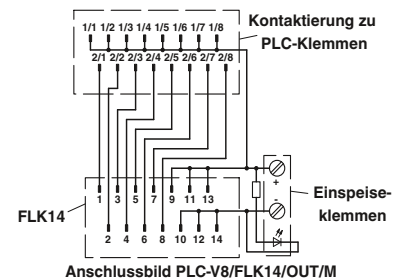 1/1 1/2 1/3 1/4 1/5 1/6 1/7 1/8
Kontaktierung zu
PLC-Klemmen
2/1 2/2 2/3 2/4 2/5 2/6 2/7 2/8
1 3 5 7 9 11 13
+
FLK14
-
Einspeise-
klemmen
2 4 6 8 10 12 14
Anschlussbild PLC-V8/FLK14/OUT/M